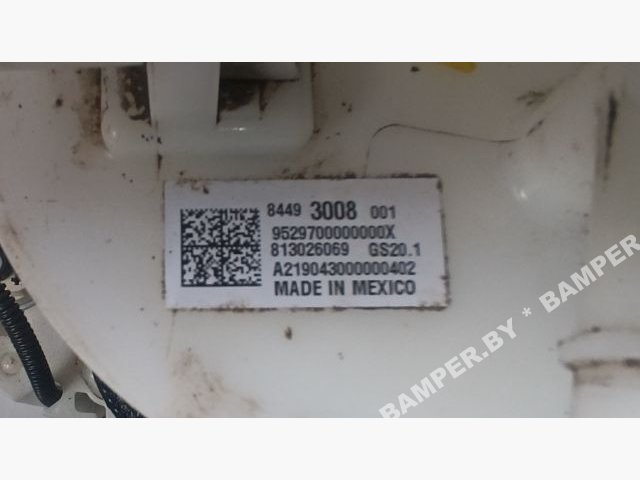 8449 3008 001
9529700000000X
813026069 GS20.1
A219043000000402
MADE IN MEXICO
BAMPER.BY * BAMPER